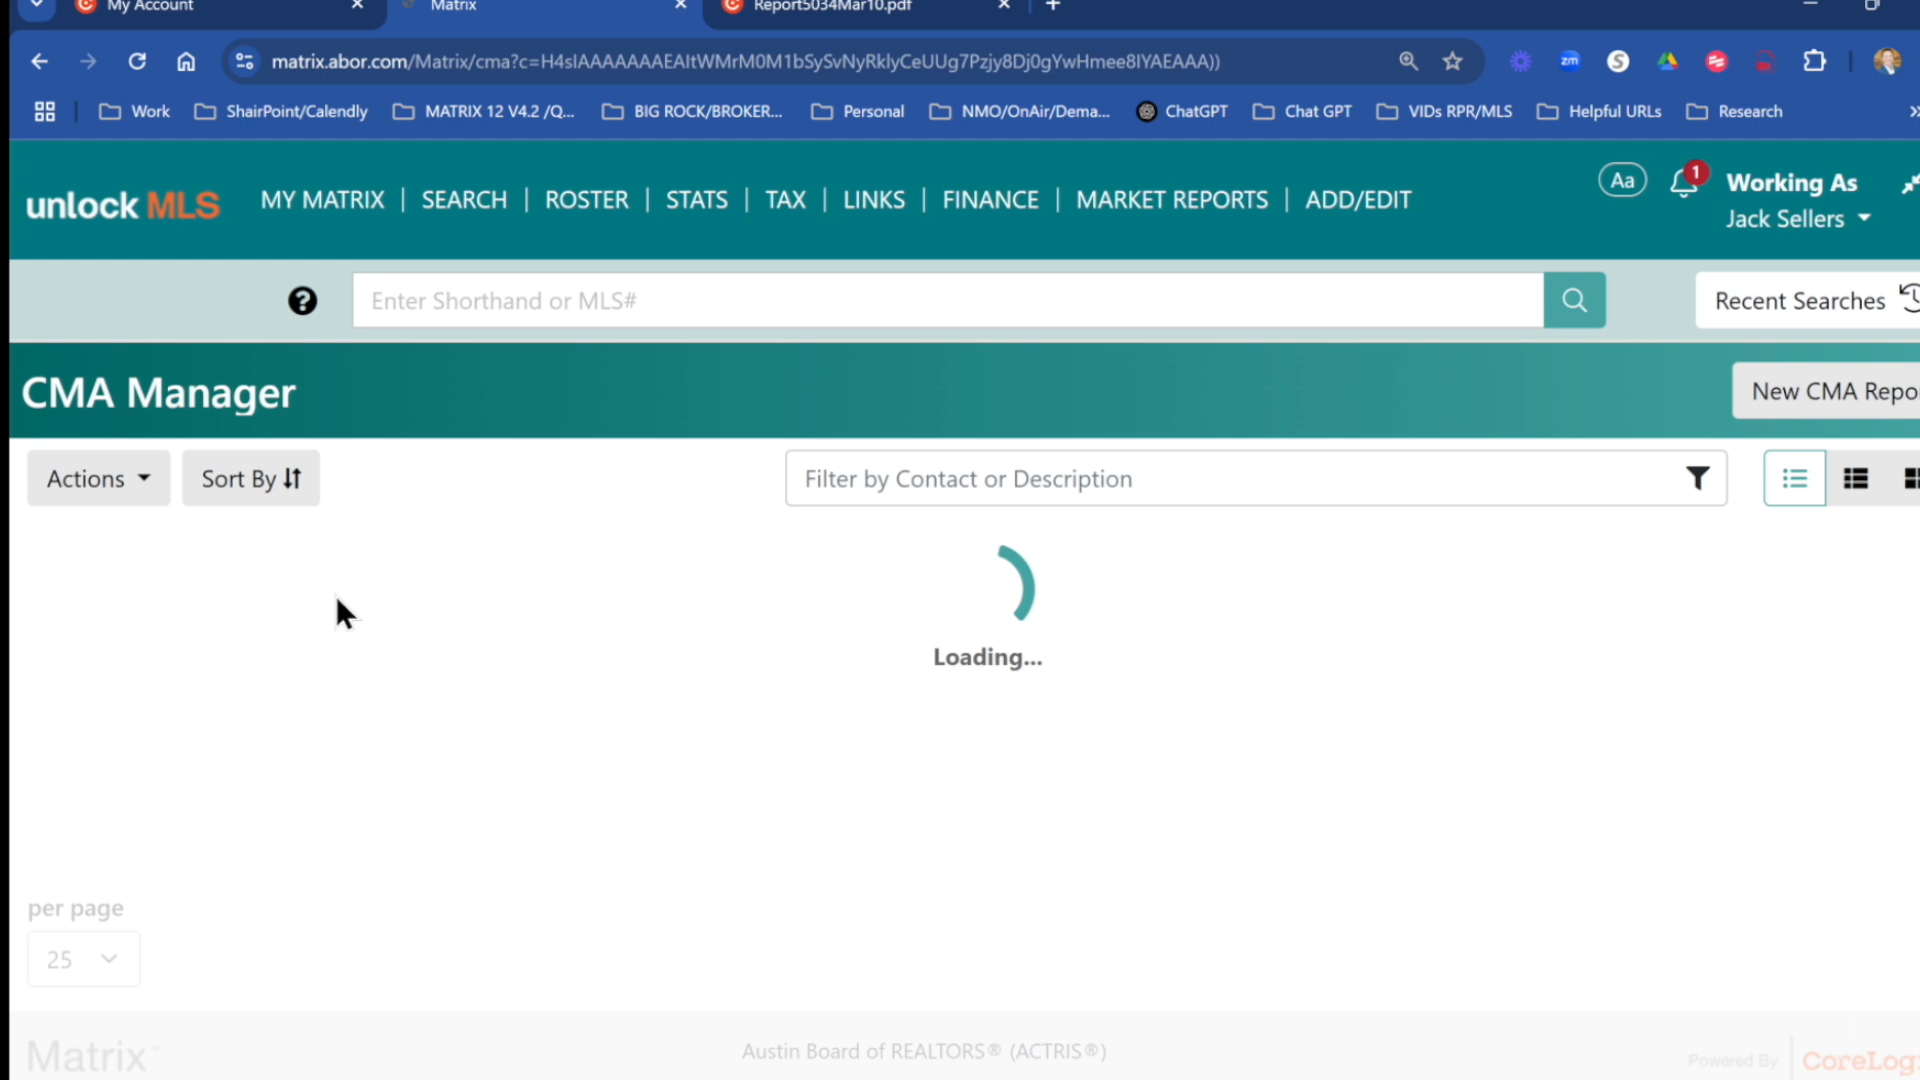 My Account
Matrix
Report5034Mar10.pdf
matrix.abor.com/Matrix/cma?c=H4sIAAAAAAAEAItWMrM0M1bSySvNyRklyCeUUg7Pzjy8Dj0gYwHmee8IYAEAAA))
zm
S
Work
ShairPoint/Calendly
MATRIX 12 V4.2 /Q...
BIG ROCK/BROKER...
Personal
NMO/OnAir/Dema...
ChatGPT
Chat GPT
VIDs RPR/MLS
Helpful URLs
Research
unlock MLS
MY MATRIX | SEARCH | ROSTER | STATS | TAX | LINKS | FINANCE | MARKET REPORTS | ADD/EDIT
Aa
1
Working As
Jack Sellers
Enter Shorthand or MLS#
Recent Searches
CMA Manager
New CMA Repo
Actions
Sort By
Filter by Contact or Description
Loading...
per page
25
Matrix™
Austin Board of REALTORS® (ACTRIS®)
Powered By
CoreLog